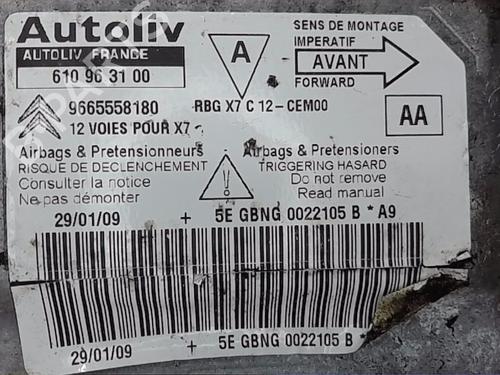 Autoliv
AUTOLIV FRANCE
610 96 31 00
A
SENS DE MONTAGE
IMPERATIF
AVANT
FORWARD
9665558180
RBG X7 C 12-CEM00
12 VOIES POUR X7
AA
Airbags & Pretensionneurs
RISQUE DE DECLENCHEMENT
Consulter la notice
Ne pas démonter
Airbags & Pretensioners
TRIGGERING HASARD
Do not remove
Read manual
29/01/09 + 5E GBNG 0022105 B * A9
29/01/09 + 5E GBNG 0022105 B *